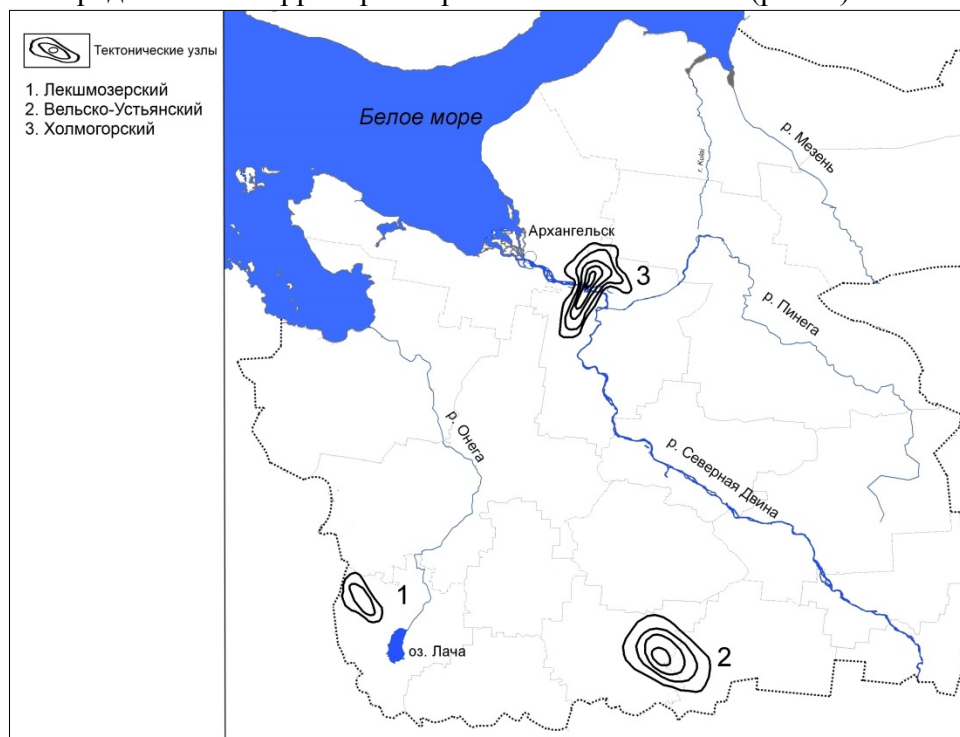 Тектонические узлы
1. Лекшмозерский
2. Вельско-Устьянский
3. Холмогорский
Белое море
р. Мезень
r. Kuloi
Архангельск
3
р. Пинега
р. Онега
р. Северная Двина
1
оз. Лача
2